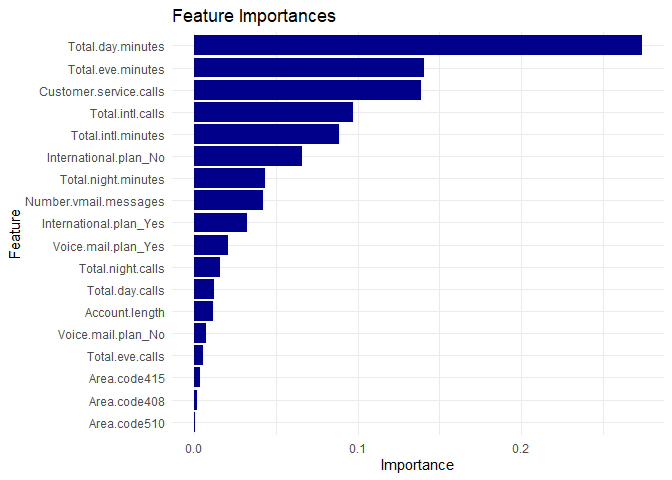 Feature Importances
Feature
Total.day.minutes
Total.eve.minutes
Customer.service.calls
Total.intl.calls
Total.intl.minutes
International.plan_No
Total.night.minutes
Number.vmail.messages
International.plan_Yes
Voice.mail.plan_Yes
Total.night.calls
Total.day.calls
Account.length
Voice.mail.plan_No
Total.eve.calls
Area.code415
Area.code408
Area.code510
0.0 0.1 0.2
Importance